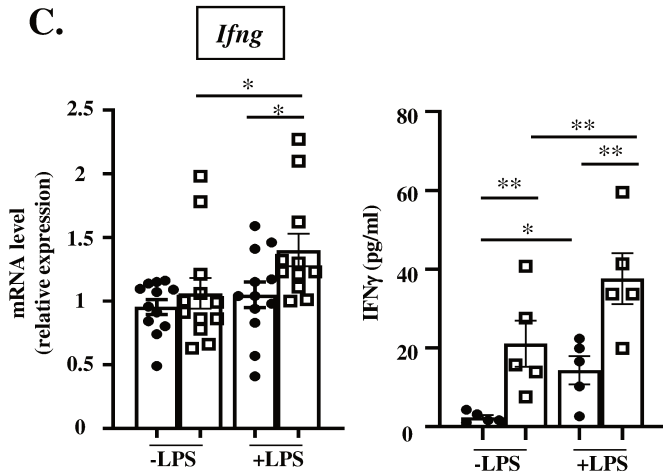 C.
Ifng
*
*
2.5
2
1.5
1
0.5
0
mRNA level
(relative expression)
-LPS
+LPS
80
60
40
20
0
IFNγ (pg/ml)
**
**
**
*
-LPS
+LPS